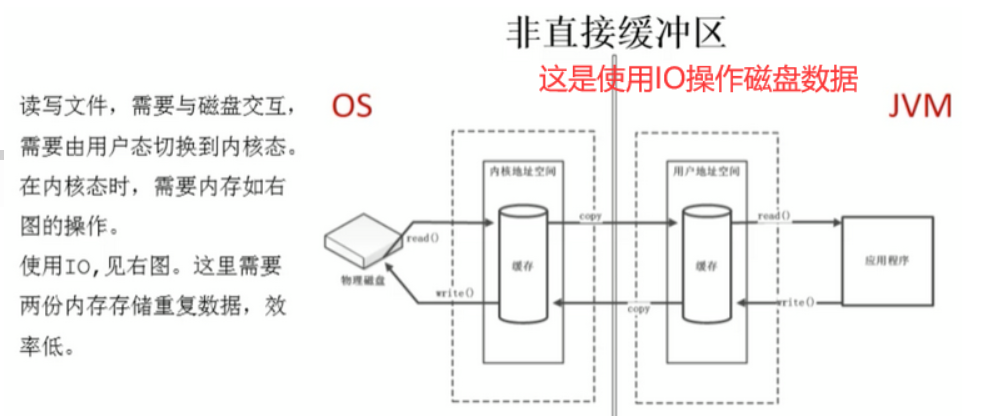 非直接缓冲区
这是使用IO操作磁盘数据
读写文件，需要与磁盘交互，
需要由用户态切换到内核态。
在内核态时，需要内存如右
图的操作。
使用IO,见右图。这里需要
两份内存存储重复数据，效
率低。
OS
JVM
内核地址空间
用户地址空间
copy
read()
read()
缓存
缓存
应用程序
物理磁盘
write()
copy
write()